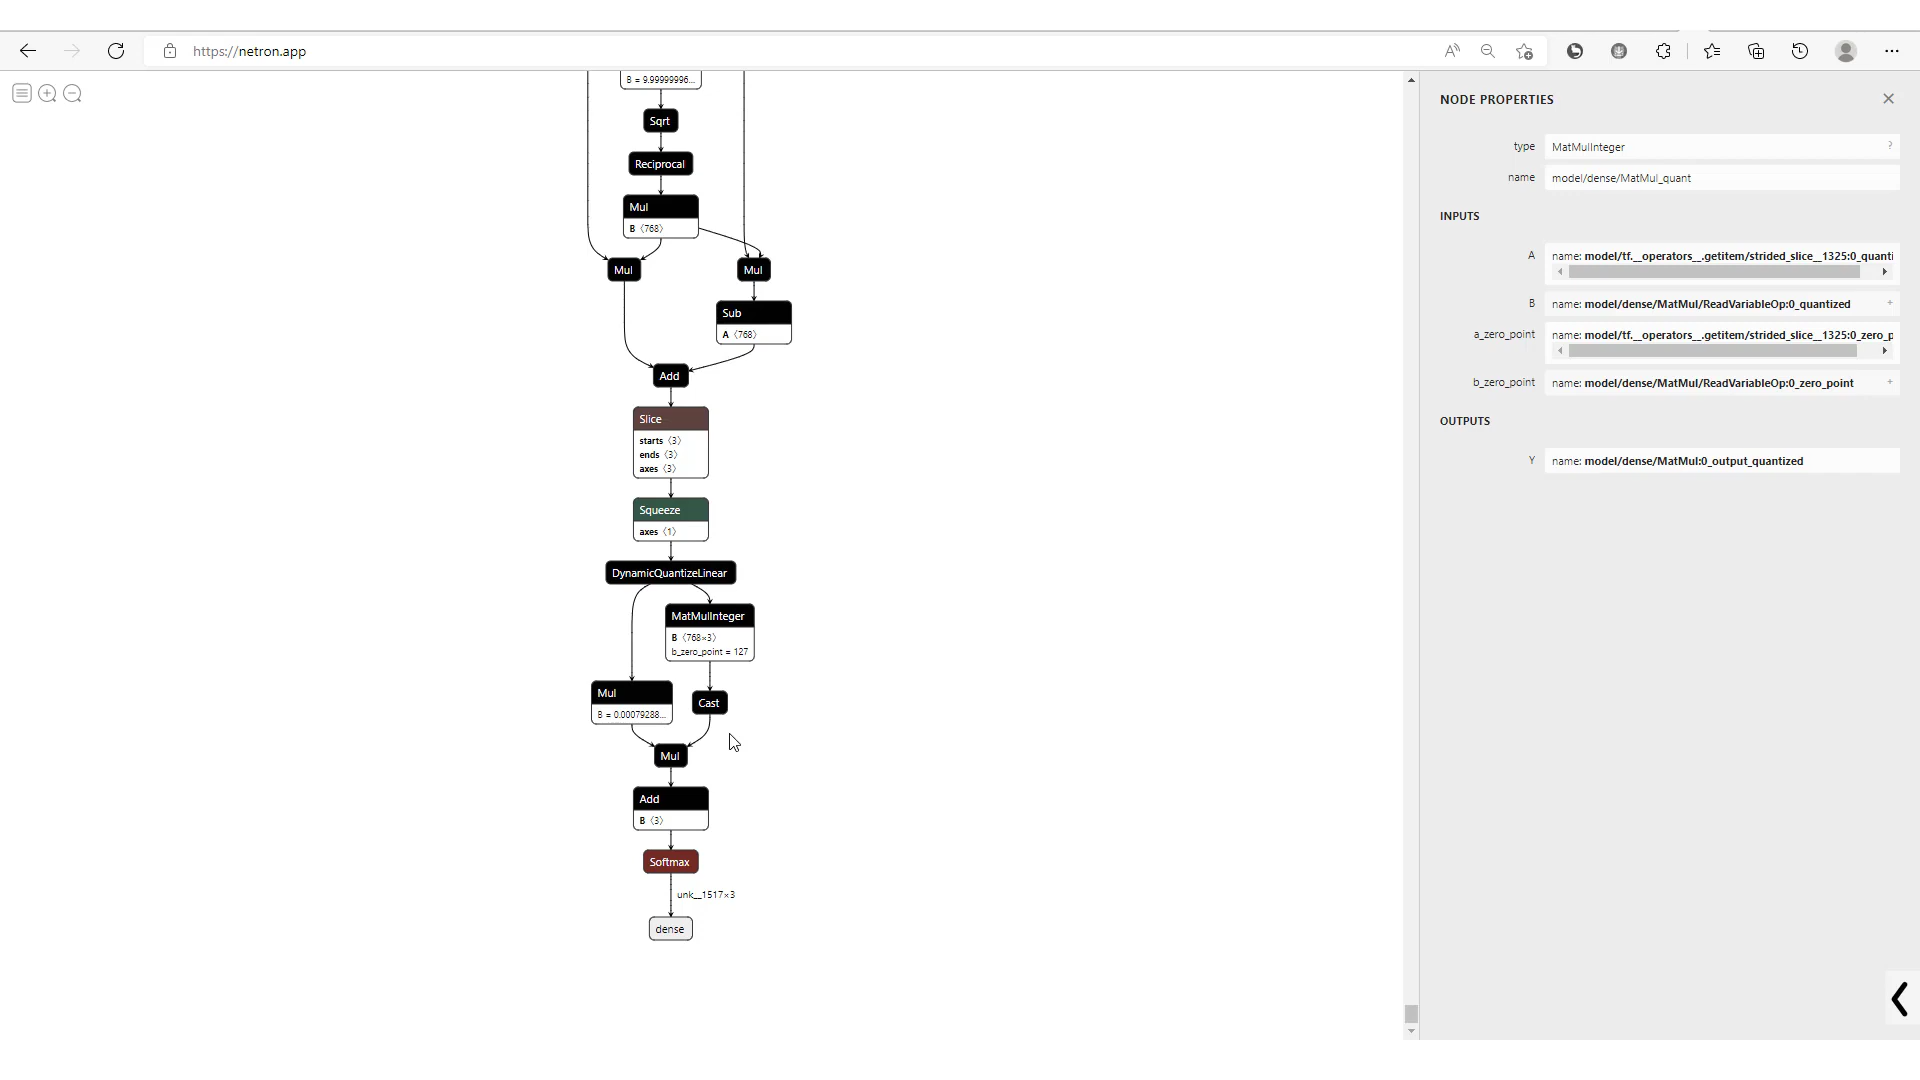 https://netron.app
B = 9.99999996...
Sqrt
Reciprocal
Mul
B ⟨768⟩
Mul
Mul
Sub
A ⟨768⟩
Add
Slice
starts ⟨3⟩
ends ⟨3⟩
axes ⟨3⟩
Squeeze
axes ⟨1⟩
DynamicQuantizeLinear
MatMulInteger
B ⟨768×3⟩
b_zero_point = 127
Mul
B = 0.00079288...
Cast
Mul
Add
B ⟨3⟩
Softmax
unk__1517×3
dense
NODE PROPERTIES
type MatMulInteger ?
name model/dense/MatMul_quant
INPUTS
A name: model/tf.__operators__.getitem/strided_slice__1325:0_quanti
B name: model/dense/MatMul/ReadVariableOp:0_quantized +
a_zero_point name: model/tf.__operators__.getitem/strided_slice__1325:0_zero_p
b_zero_point name: model/dense/MatMul/ReadVariableOp:0_zero_point +
OUTPUTS
Y name: model/dense/MatMul:0_output_quantized